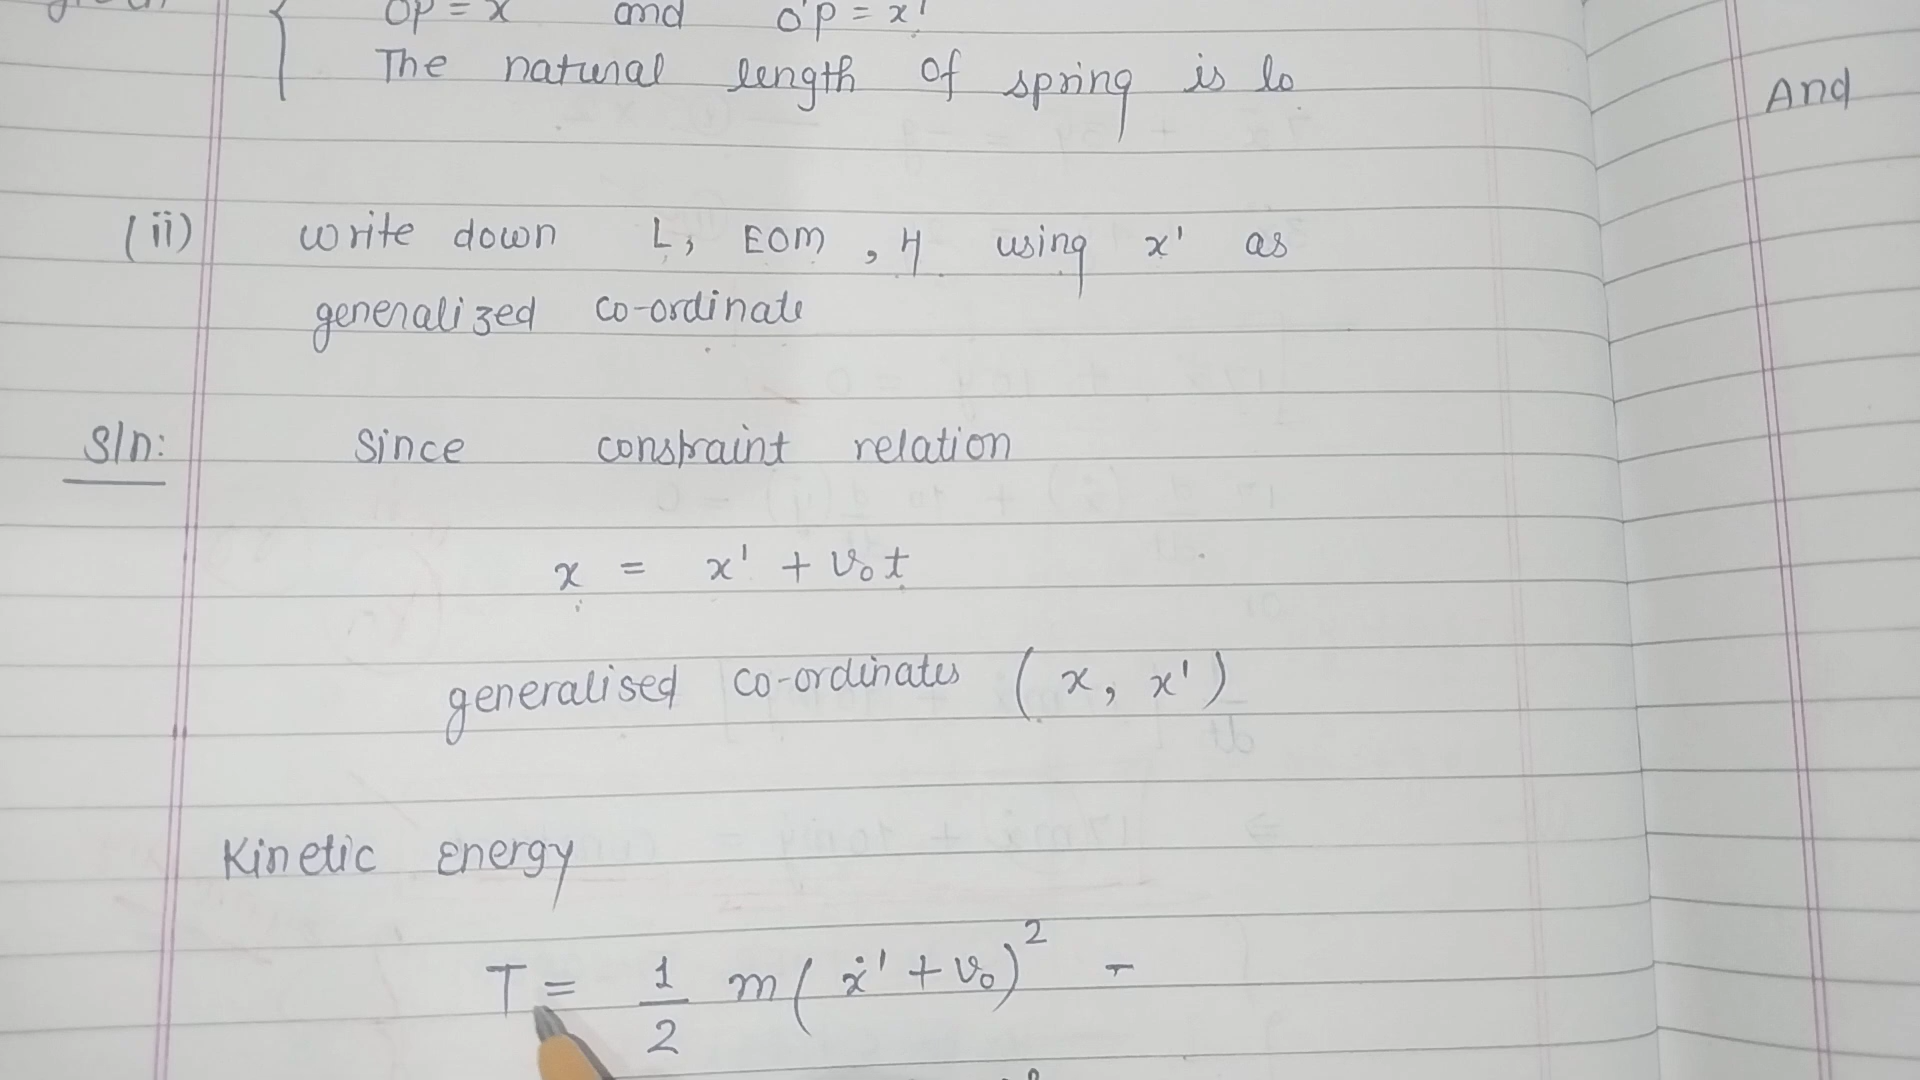 OP = x and O'P = x'
The natural length of spring is lo
And
(ii) write down L, EOM, H using x' as
generalized co-ordinate
Sln: Since constraint relation
x = x' + v₀t
generalised co-ordinates (x, x')
Kinetic Energy
T = 1/2 m(ẋ' + v₀)² -